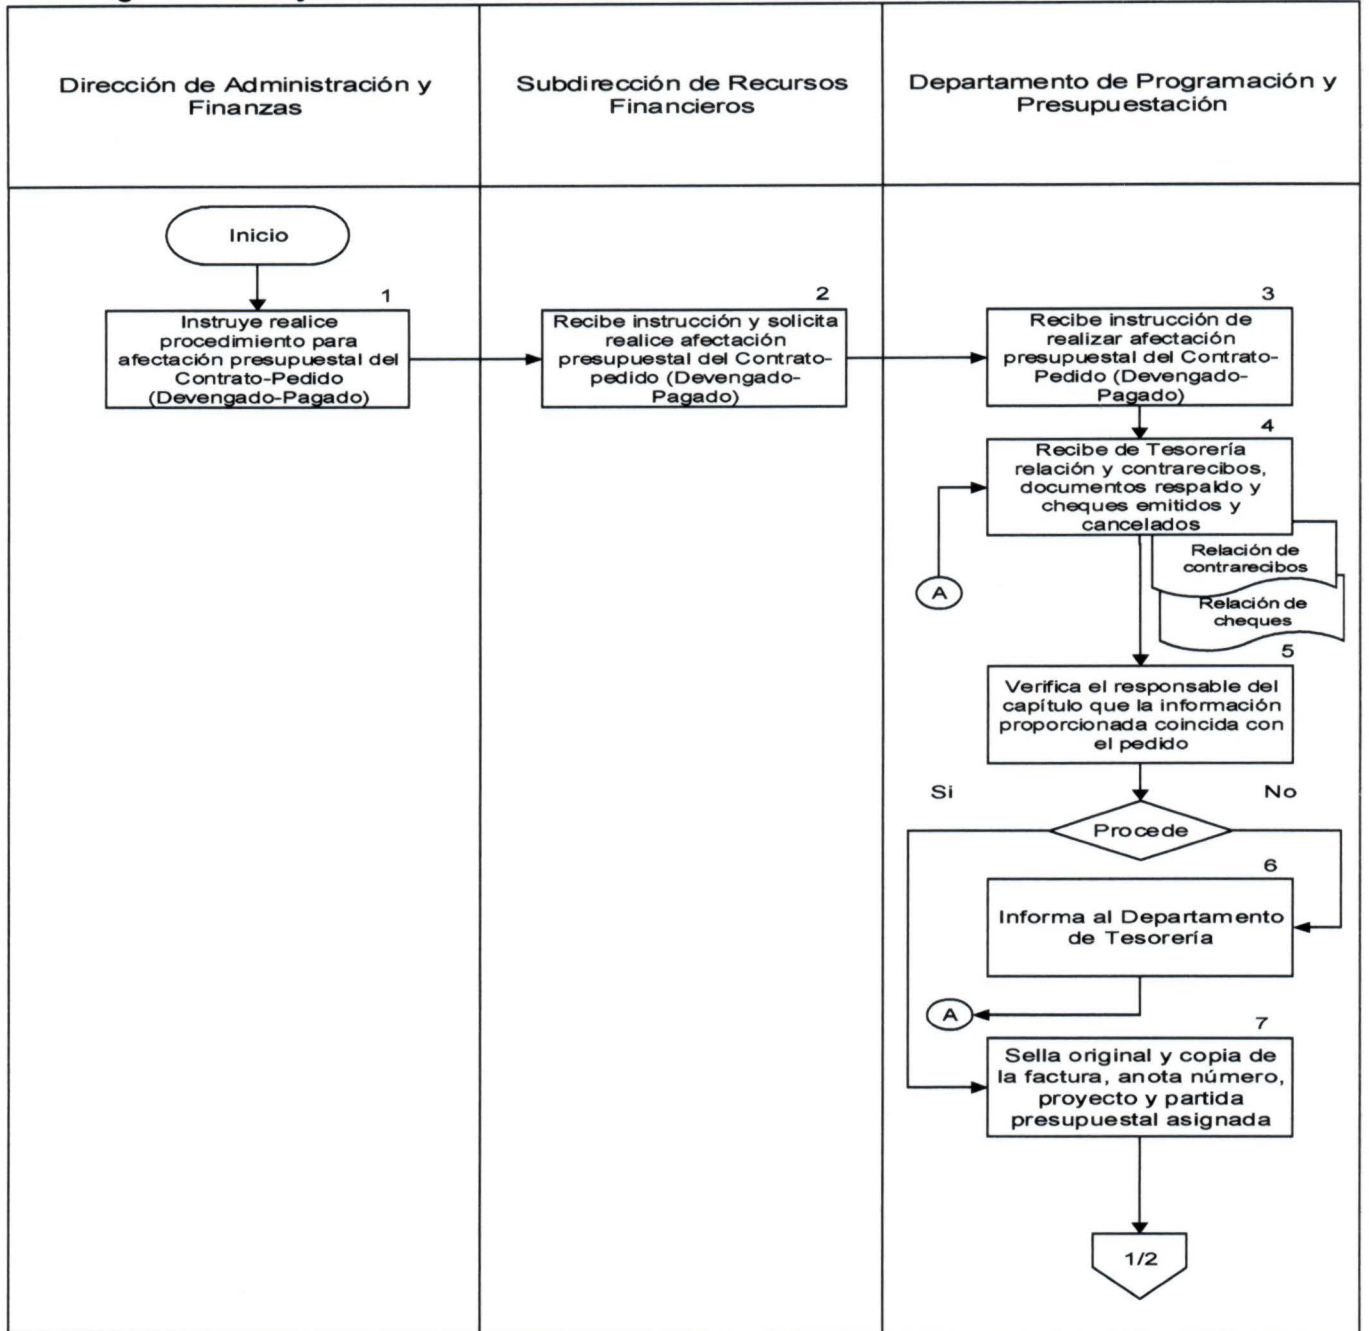 Dirección de Administración y
Finanzas
Subdirección de Recursos
Financieros
Departamento de Programación y
Presupuestación
Inicio
1
Instruye realice
procedimiento para
afectación presupuestal del
Contrato-Pedido
(Devengado-Pagado)
2
Recibe instrucción y solicita
realice afectación
presupuestal del Contrato-
pedido (Devengado-
Pagado)
3
Recibe instrucción de
realizar afectación
presupuestal del Contrato-
Pedido (Devengado-
Pagado)
4
Recibe de Tesorería
relación y contrarecibos,
documentos respaldo y
cheques emitidos y
cancelados
Relación de
contrarecibos
A
Relación de
cheques
5
Verifica el responsable del
capítulo que la información
proporcionada coincida con
el pedido
Si
No
Procede
6
Informa al Departamento
de Tesorería
A
7
Sella original y copia de
la factura, anota número,
proyecto y partida
presupuestal asignada
1/2